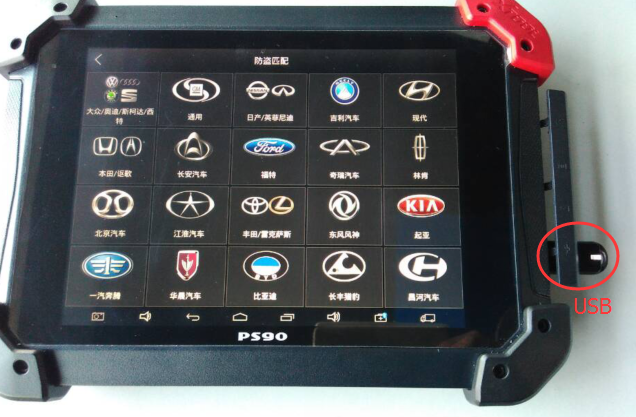 防盗匹配
大众/奥迪/斯柯达/西特
通用
日产/英菲尼迪
吉利汽车
现代
本田/讴歌
长安汽车
Ford
福特
奇瑞汽车
林肯
北京汽车
江淮汽车
丰田/雷克萨斯
东风风神
KIA
起亚
一汽奔腾
华晨汽车
比亚迪
长丰猎豹
昌河汽车
PS90
USB